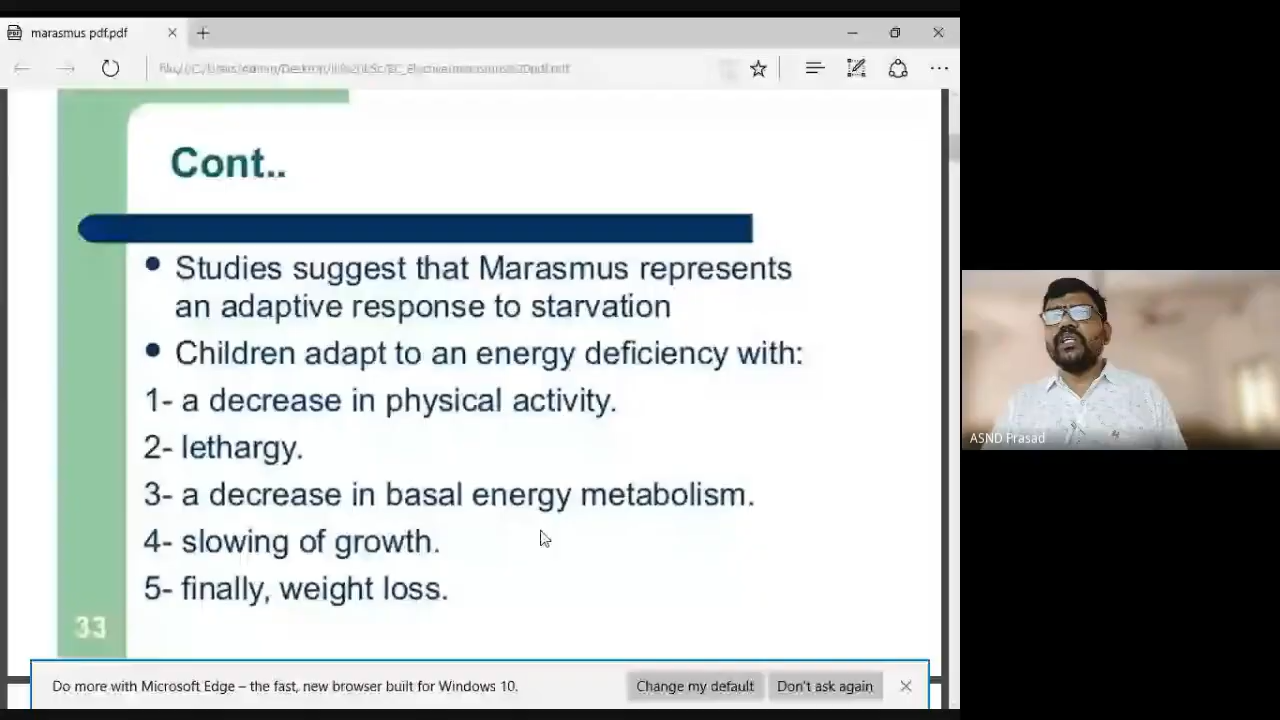 marasmus pdf.pdf
Cont..
Studies suggest that Marasmus represents
an adaptive response to starvation
Children adapt to an energy deficiency with:
1- a decrease in physical activity.
2- lethargy.
3- a decrease in basal energy metabolism.
4- slowing of growth.
5- finally, weight loss.
33
ASND Prasad
Do more with Microsoft Edge – the fast, new browser built for Windows 10.
Change my default
Don't ask again